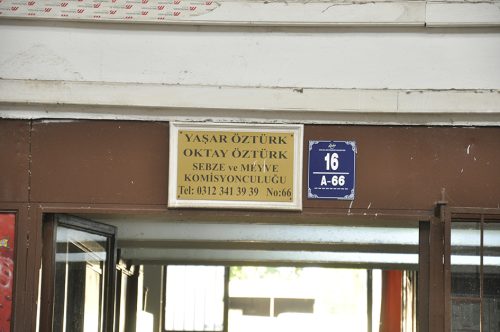 YAŞAR ÖZTÜRK
OKTAY ÖZTÜRK
SEBZE ve MEYVE
KOMİSYONCULUĞU
Tel: 0312 341 39 39 No:66
16
A-66